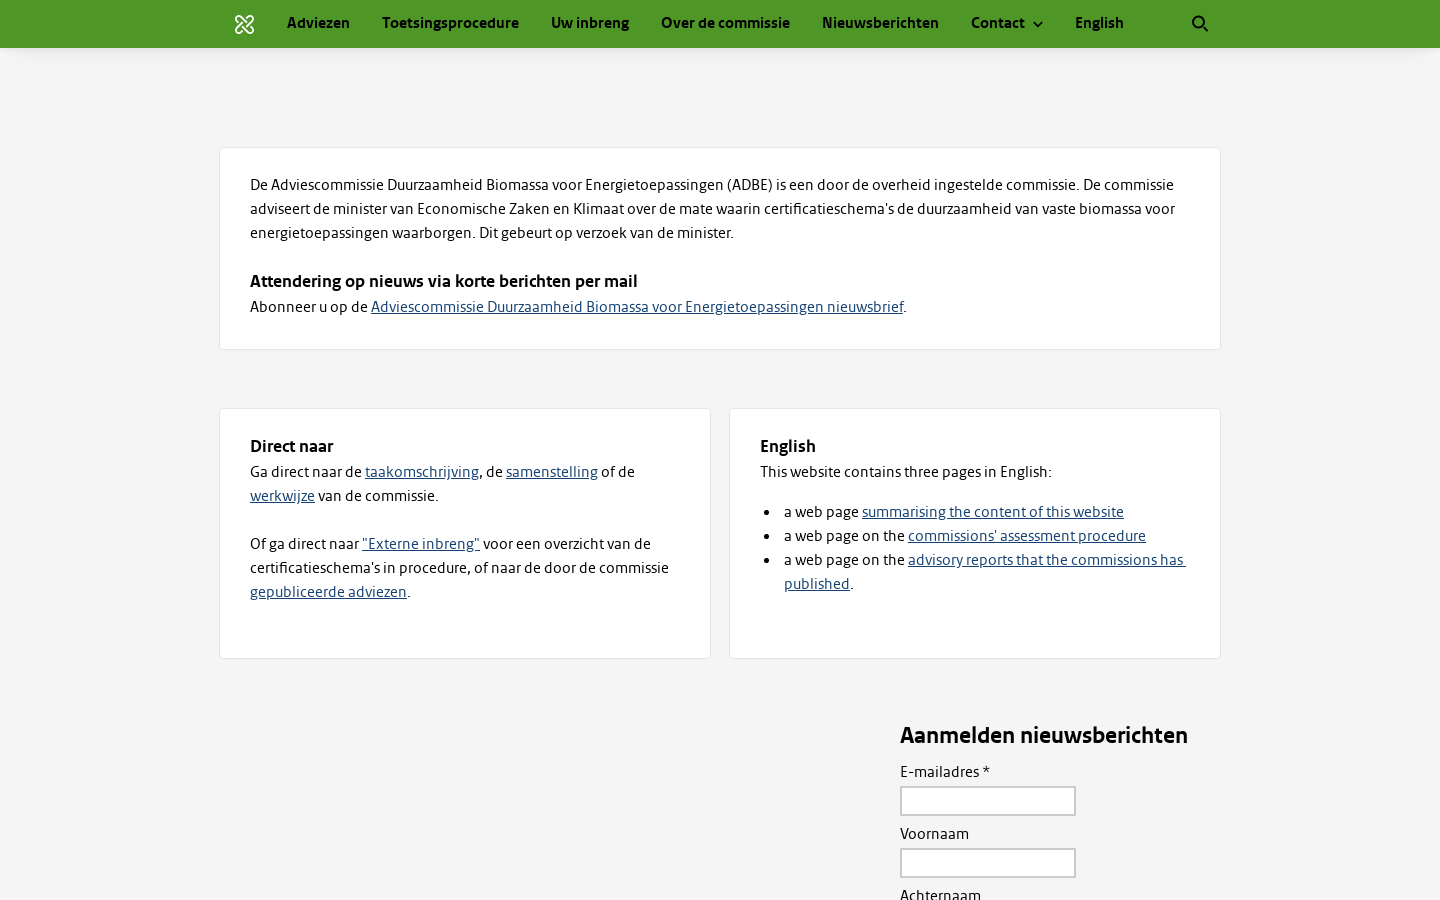 Adviezen Toetsingsprocedure Uw inbreng Over de commissie Nieuwsberichten Contact English
De Adviescommissie Duurzaamheid Biomassa voor Energietoepassingen (ADBE) is een door de overheid ingestelde commissie. De commissie
adviseert de minister van Economische Zaken en Klimaat over de mate waarin certificatieschema's de duurzaamheid van vaste biomassa voor
energietoepassingen waarborgen. Dit gebeurt op verzoek van de minister.
Attendering op nieuws via korte berichten per mail
Abonneer u op de Adviescommissie Duurzaamheid Biomassa voor Energietoepassingen nieuwsbrief.
Direct naar
Ga direct naar de taakomschrijving, de samenstelling of de
werkwijze van de commissie.
Of ga direct naar "Externe inbreng" voor een overzicht van de
certificatieschema's in procedure, of naar de door de commissie
gepubliceerde adviezen.
English
This website contains three pages in English:
a web page summarising the content of this website
a web page on the commissions' assessment procedure
a web page on the advisory reports that the commissions has
published.
Aanmelden nieuwsberichten
E-mailadres *
Voornaam
Achternaam